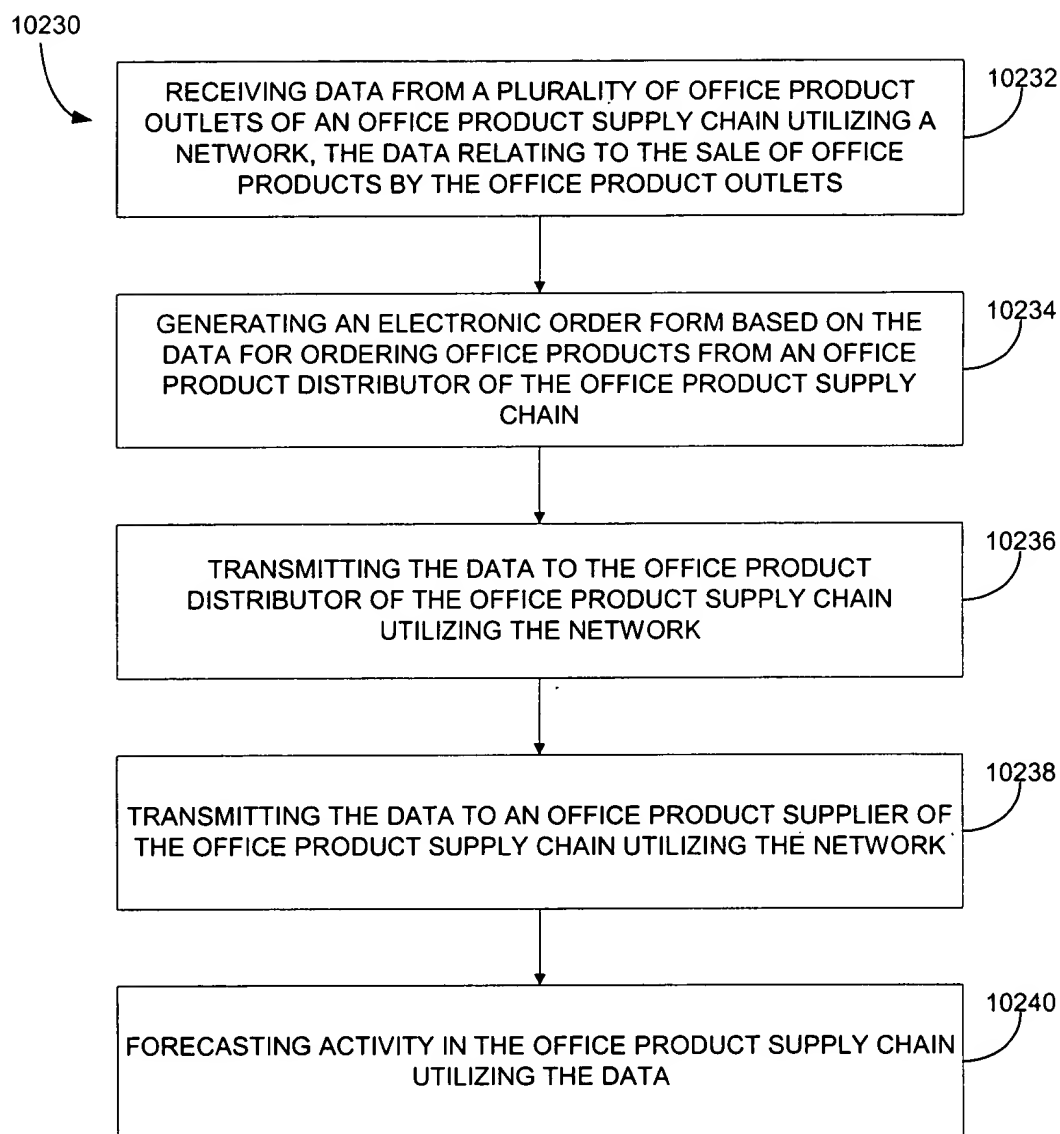 10230
10232
RECEIVING DATA FROM A PLURALITY OF OFFICE PRODUCT
OUTLETS OF AN OFFICE PRODUCT SUPPLY CHAIN UTILIZING A
NETWORK, THE DATA RELATING TO THE SALE OF OFFICE
PRODUCTS BY THE OFFICE PRODUCT OUTLETS
10234
GENERATING AN ELECTRONIC ORDER FORM BASED ON THE
DATA FOR ORDERING OFFICE PRODUCTS FROM AN OFFICE
PRODUCT DISTRIBUTOR OF THE OFFICE PRODUCT SUPPLY
CHAIN
10236
TRANSMITTING THE DATA TO THE OFFICE PRODUCT
DISTRIBUTOR OF THE OFFICE PRODUCT SUPPLY CHAIN
UTILIZING THE NETWORK
10238
TRANSMITTING THE DATA TO AN OFFICE PRODUCT SUPPLIER OF
THE OFFICE PRODUCT SUPPLY CHAIN UTILIZING THE NETWORK
10240
FORECASTING ACTIVITY IN THE OFFICE PRODUCT SUPPLY CHAIN
UTILIZING THE DATA